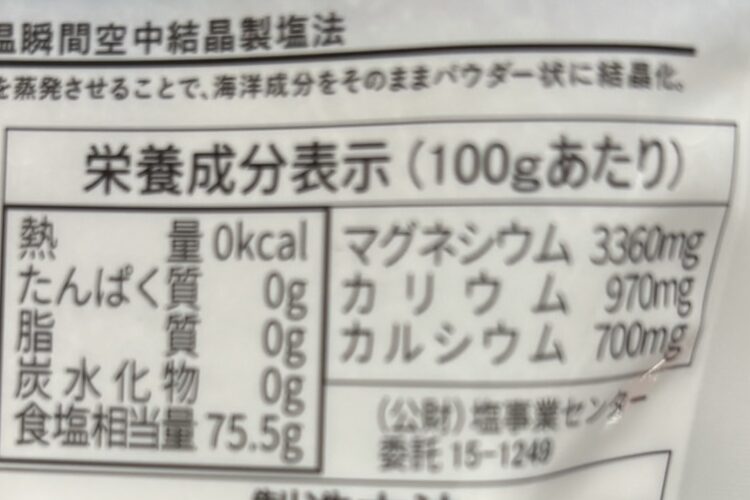 温瞬間空中結晶製塩法
を蒸発させることで、海洋成分をそのままパウダー状に結晶化。
栄養成分表示（100gあたり）
熱量 0kcal
たんぱく質 0g
脂質 0g
炭水化物 0g
食塩相当量 75.5g
マグネシウム 3360mg
カリウム 970mg
カルシウム 700mg
（公財）塩事業センター
委託 15-1249